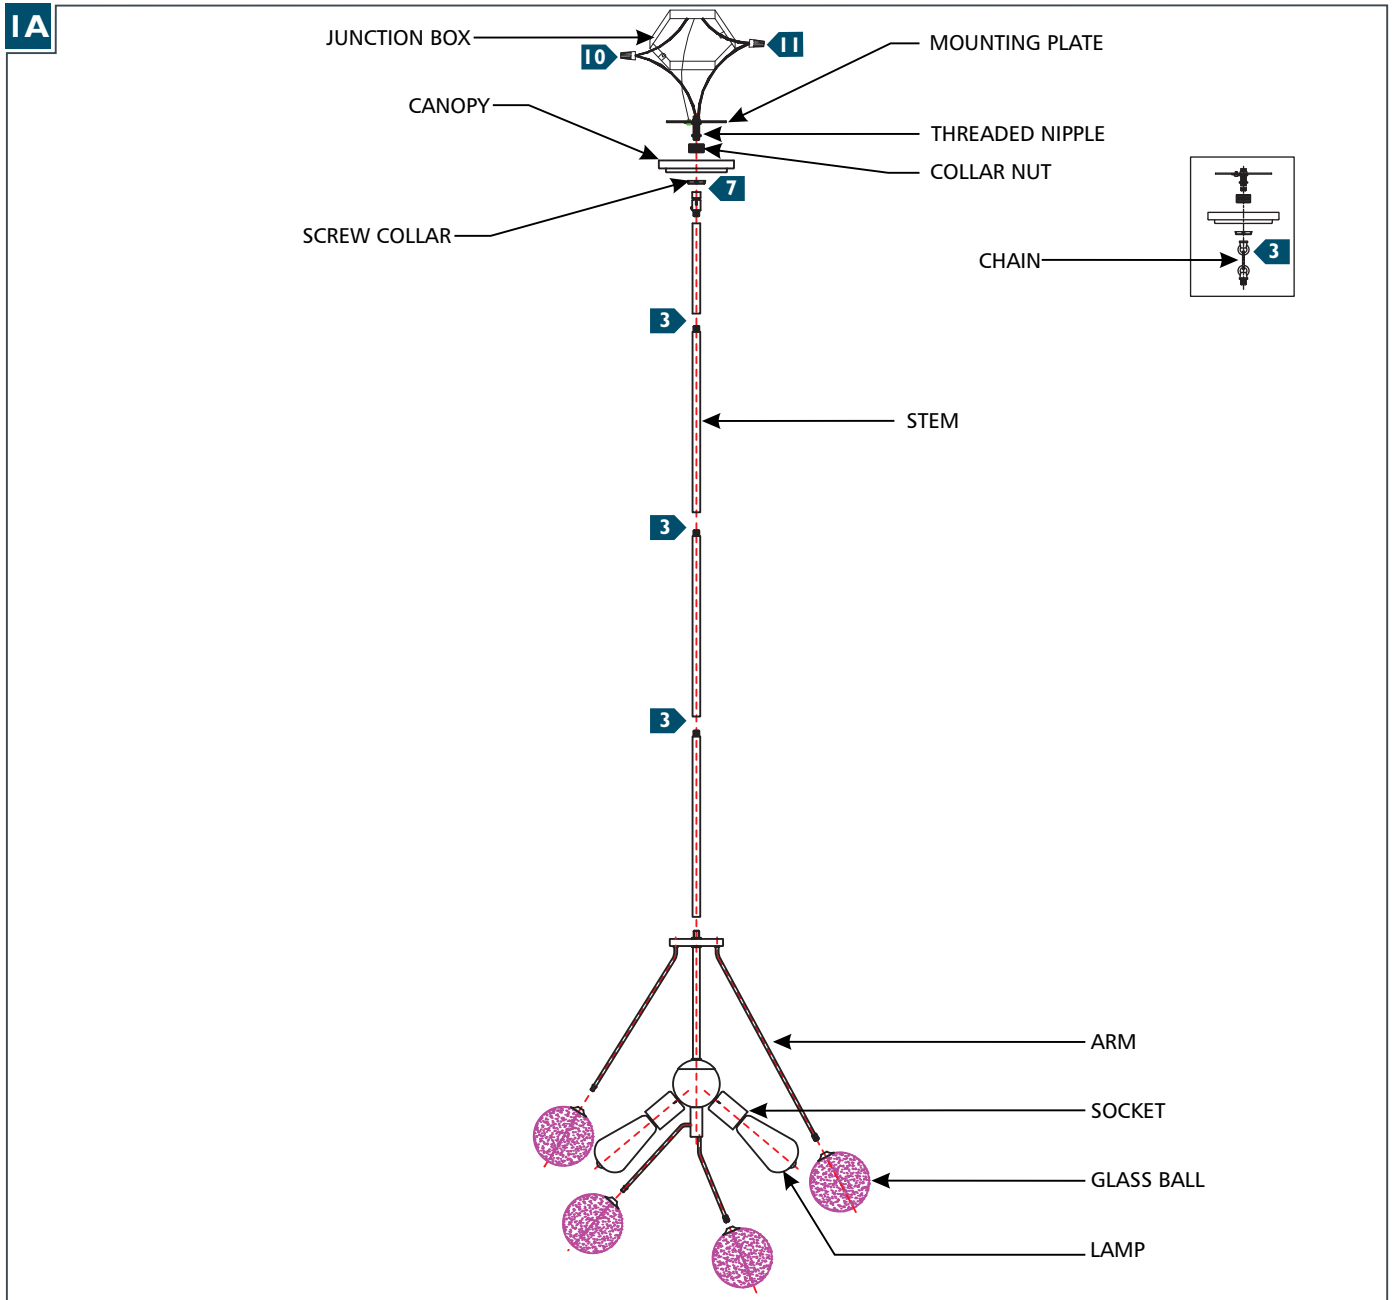 1A
JUNCTION BOX
10
11
MOUNTING PLATE
CANOPY
THREADED NIPPLE
COLLAR NUT
7
SCREW COLLAR
CHAIN
3
3
STEM
3
3
ARM
SOCKET
GLASS BALL
LAMP